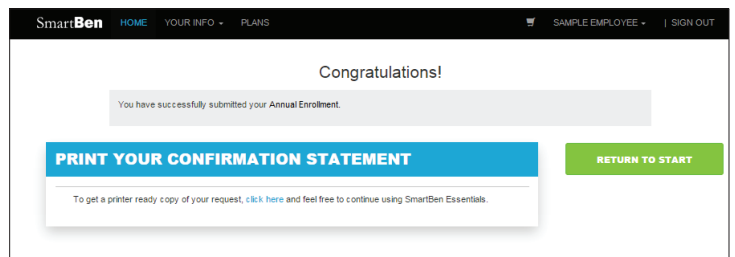 SmartBen HOME YOUR INFO PLANS SAMPLE EMPLOYEE | SIGN OUT
Congratulations!
You have successfully submitted your Annual Enrollment.
PRINT YOUR CONFIRMATION STATEMENT
RETURN TO START
To get a printer ready copy of your request, click here and feel free to continue using SmartBen Essentials.